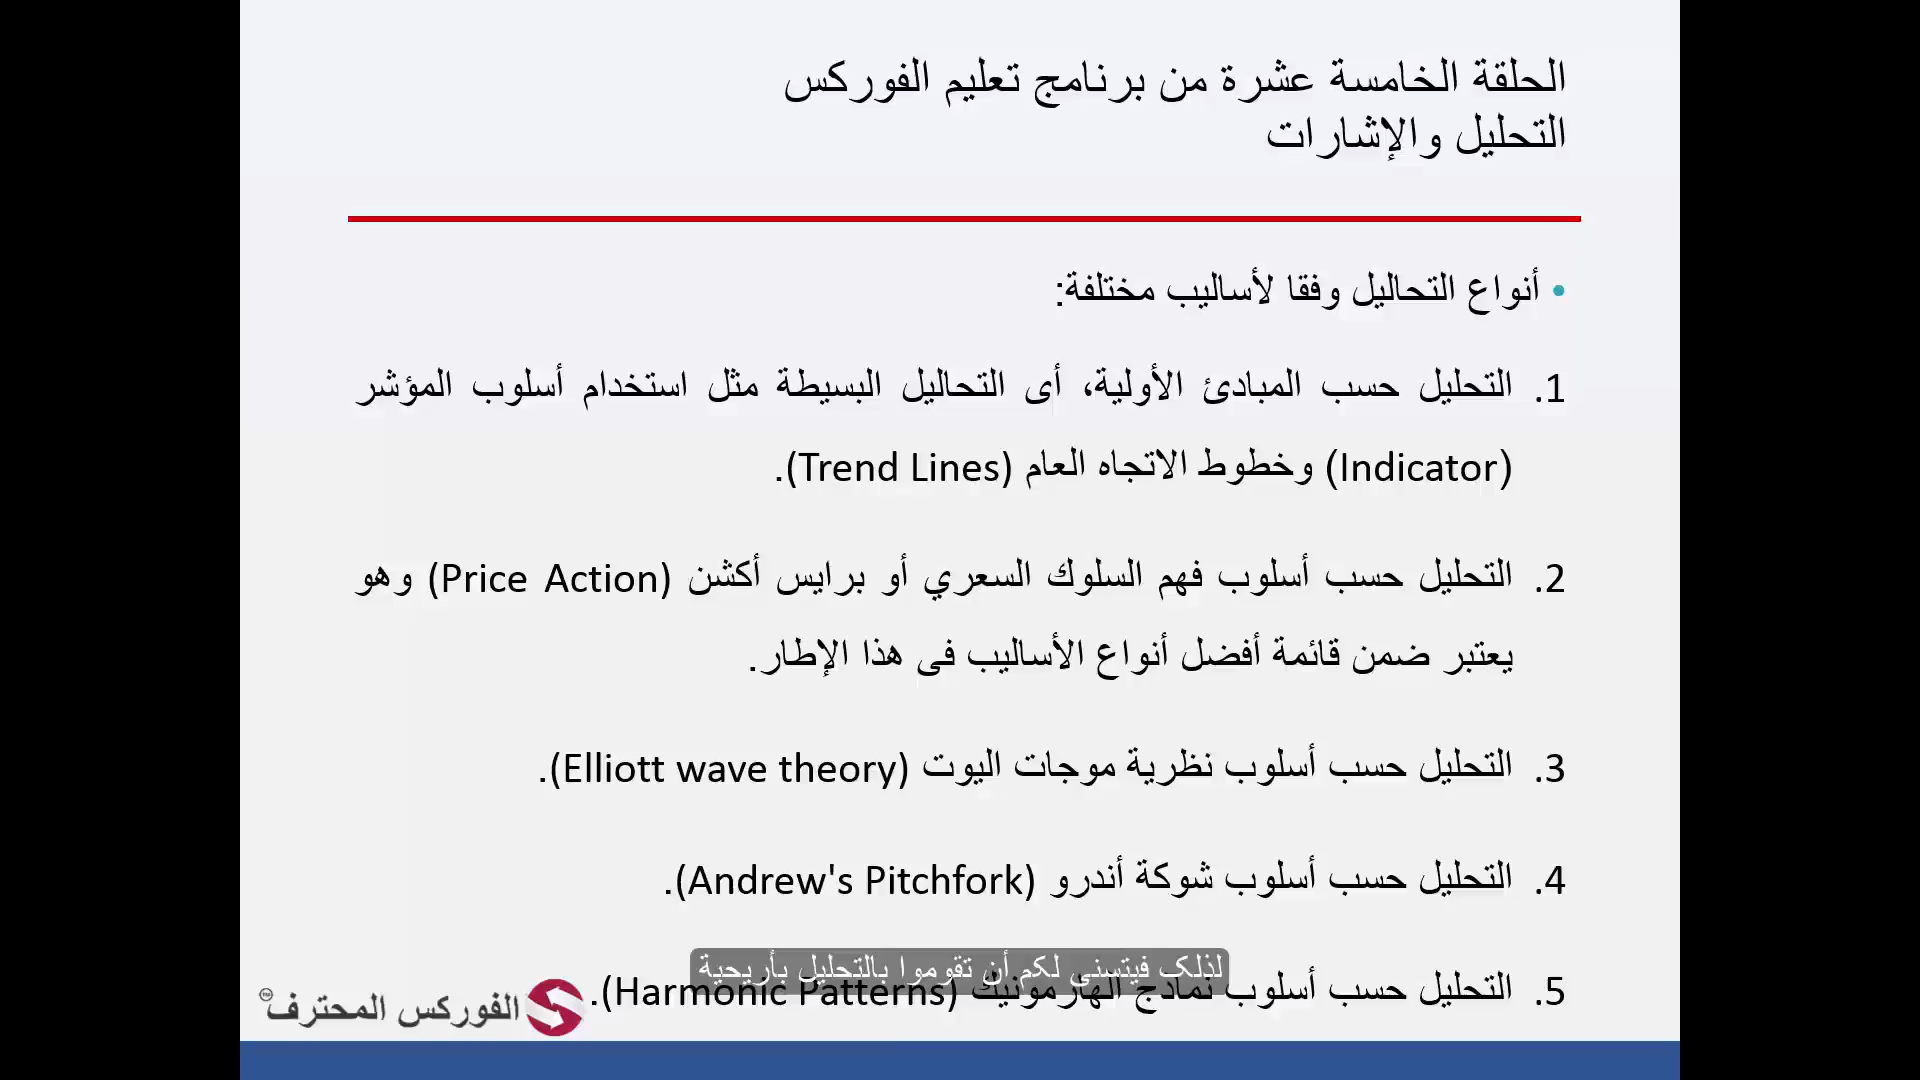 الحلقة الخامسة عشرة من برنامج تعليم الفوركس
التحليل والإشارات
• أنواع التحاليل وفقا لأساليب مختلفة:
1. التحليل حسب المبادئ الأولية، أى التحاليل البسيطة مثل استخدام أسلوب المؤشر
(Indicator) وخطوط الاتجاه العام (Trend Lines).
2. التحليل حسب أسلوب فهم السلوك السعري أو برايس أكشن (Price Action) وهو
يعتبر ضمن قائمة أفضل أنواع الأساليب فى هذا الإطار.
3. التحليل حسب أسلوب نظرية موجات اليوت (Elliott wave theory).
4. التحليل حسب أسلوب شوكة أندرو (Andrew's Pitchfork).
لذلك فيتسنى لكم أن تقوموا بالتحليل بأريحية
5. التحليل حسب أسلوب نماذج الهارمونيك (Harmonic Patterns).
الفوركس المحترف